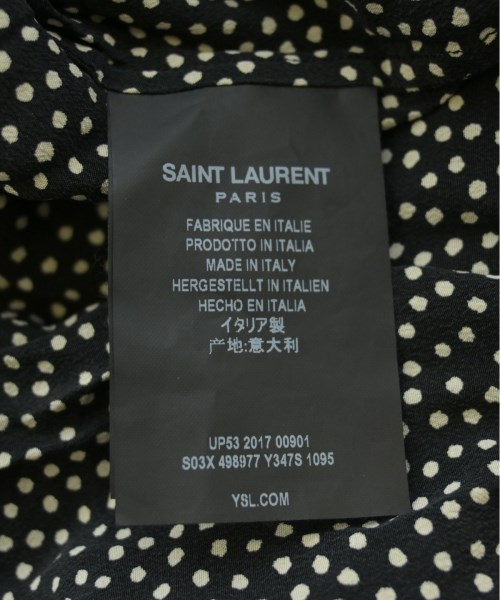 SAINT LAURENT
PARIS
FABRIQUE EN ITALIE
PRODOTTO IN ITALIA
MADE IN ITALY
HERGESTELLT IN ITALIEN
HECHO EN ITALIA
イタリア製
产地:意大利
UP53 2017 00901
S03X 498977 Y347S 1095
YSL.COM